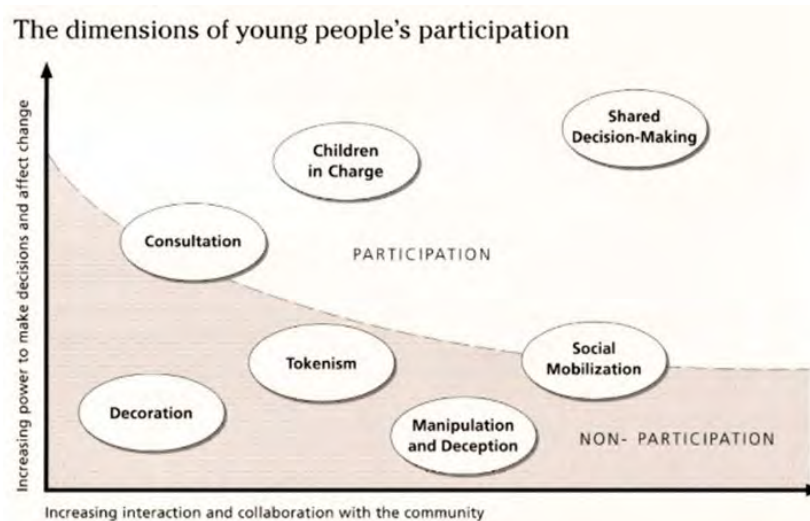 The dimensions of young people's participation
Increasing power to make decisions and affect change
Shared
Decision-Making
Children
in Charge
Consultation
PARTICIPATION
Tokenism
Social
Mobilization
Decoration
Manipulation
and Deception
NON- PARTICIPATION
Increasing interaction and collaboration with the community